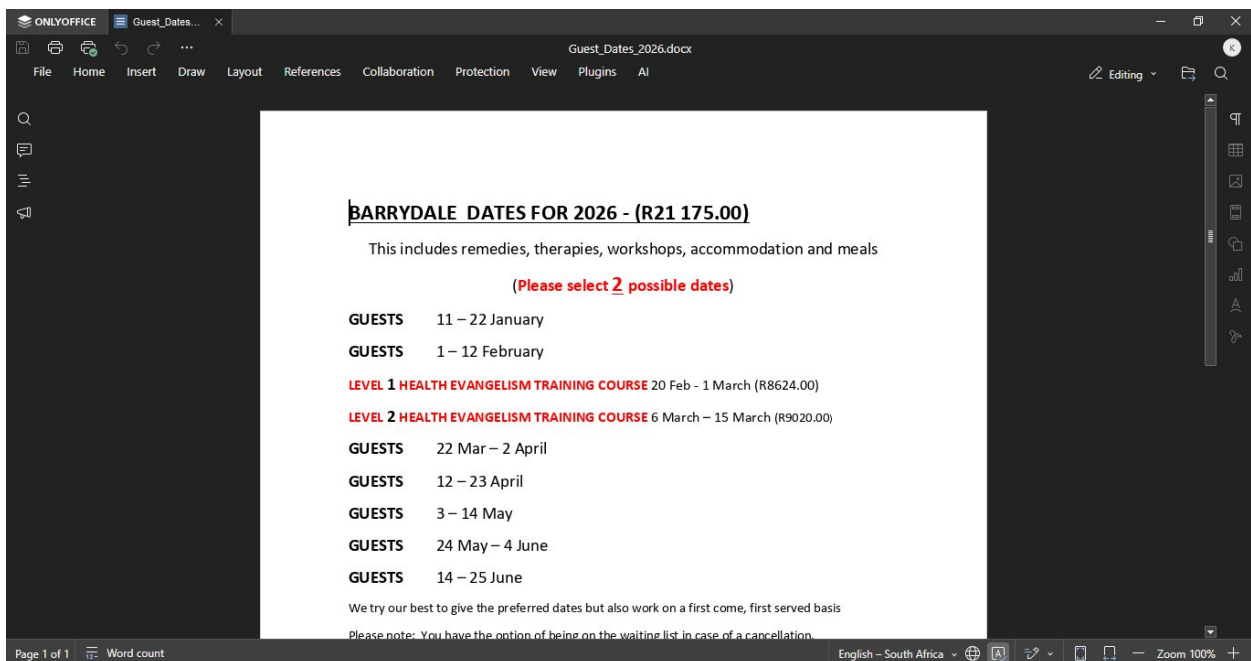 ONLYOFFICE Guest_Dates...
Guest_Dates_2026.docx K
File Home Insert Draw Layout References Collaboration Protection View Plugins AI Editing
BARRYDALE DATES FOR 2026 - (R21 175.00)
This includes remedies, therapies, workshops, accommodation and meals
(Please select 2 possible dates)
GUESTS 11 – 22 January
GUESTS 1 – 12 February
LEVEL 1 HEALTH EVANGELISM TRAINING COURSE 20 Feb - 1 March (R8624.00)
LEVEL 2 HEALTH EVANGELISM TRAINING COURSE 6 March – 15 March (R9020.00)
GUESTS 22 Mar – 2 April
GUESTS 12 – 23 April
GUESTS 3 – 14 May
GUESTS 24 May – 4 June
GUESTS 14 – 25 June
We try our best to give the preferred dates but also work on a first come, first served basis
Please note: You have the option of being on the waiting list in case of a cancellation.
Page 1 of 1 Word count English – South Africa Zoom 100%